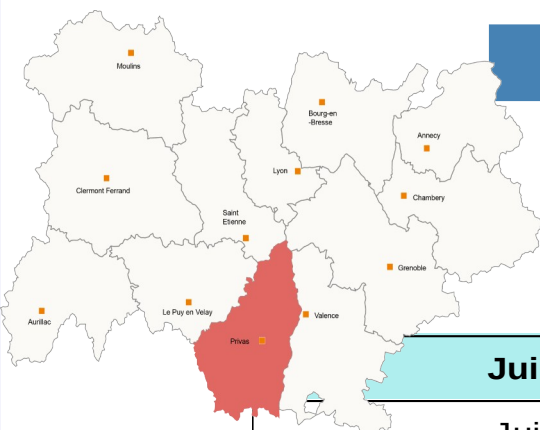 Moulins
Bourg-en
-Bresse
Annecy
Lyon
Clermont Ferrand
Chambery
Saint
Etienne
Grenoble
Le Puy en Velay
Valence
Aurillac
Privas
Jui